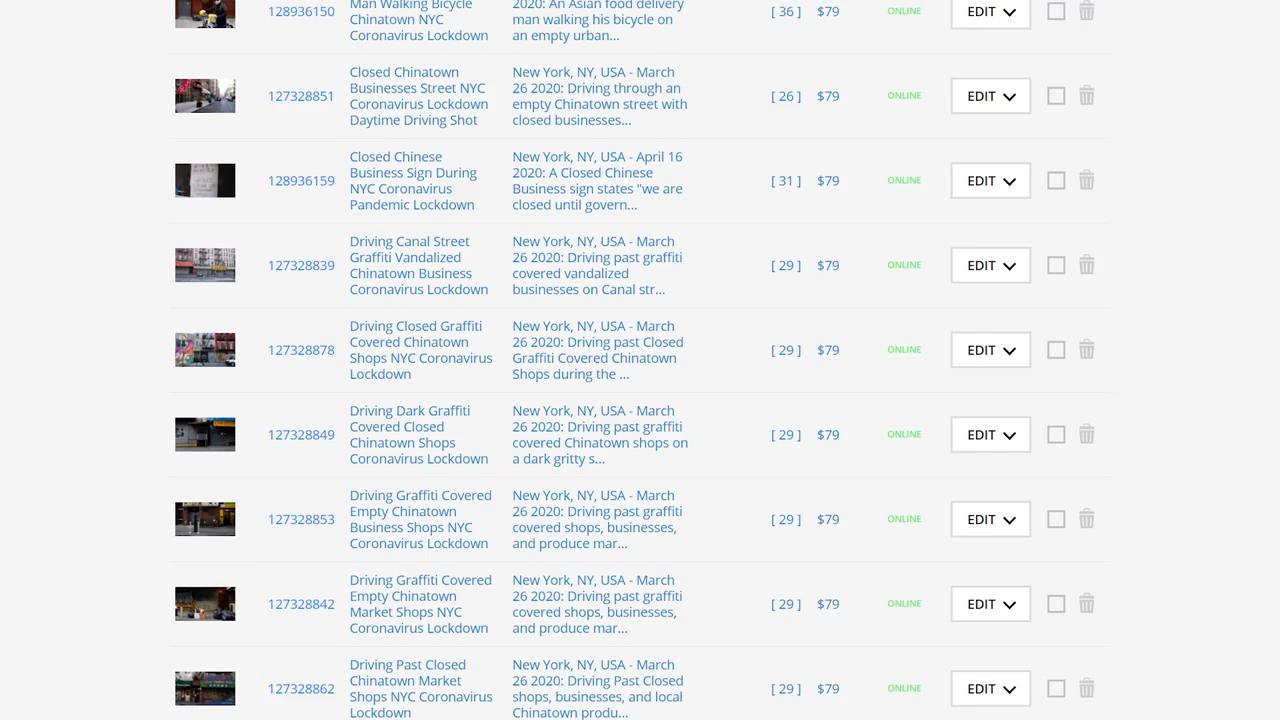 Man Walking Bicycle
Chinatown NYC
Coronavirus Lockdown
128936150
2020: An Asian food delivery
man walking his bicycle on
an empty urban...
[ 36 ] $79 ONLINE EDIT
127328851
Closed Chinatown
Businesses Street NYC
Coronavirus Lockdown
Daytime Driving Shot
New York, NY, USA - March
26 2020: Driving through an
empty Chinatown street with
closed businesses...
[ 26 ] $79 ONLINE EDIT
128936159
Closed Chinese
Business Sign During
NYC Coronavirus
Pandemic Lockdown
New York, NY, USA - April 16
2020: A Closed Chinese
Business sign states "we are
closed until govern...
[ 31 ] $79 ONLINE EDIT
127328839
Driving Canal Street
Graffiti Vandalized
Chinatown Business
Coronavirus Lockdown
New York, NY, USA - March
26 2020: Driving past graffiti
covered vandalized
businesses on Canal str...
[ 29 ] $79 ONLINE EDIT
127328878
Driving Closed Graffiti
Covered Chinatown
Shops NYC Coronavirus
Lockdown
New York, NY, USA - March
26 2020: Driving past Closed
Graffiti Covered Chinatown
Shops during the ...
[ 29 ] $79 ONLINE EDIT
127328849
Driving Dark Graffiti
Covered Closed
Chinatown Shops
Coronavirus Lockdown
New York, NY, USA - March
26 2020: Driving past graffiti
covered Chinatown shops on
a dark gritty s...
[ 29 ] $79 ONLINE EDIT
127328853
Driving Graffiti Covered
Empty Chinatown
Business Shops NYC
Coronavirus Lockdown
New York, NY, USA - March
26 2020: Driving past graffiti
covered shops, businesses,
and produce mar...
[ 29 ] $79 ONLINE EDIT
127328842
Driving Graffiti Covered
Empty Chinatown
Market Shops NYC
Coronavirus Lockdown
New York, NY, USA - March
26 2020: Driving past graffiti
covered shops, businesses,
and produce mar...
[ 29 ] $79 ONLINE EDIT
127328862
Driving Past Closed
Chinatown Market
Shops NYC Coronavirus
Lockdown
New York, NY, USA - March
26 2020: Driving Past Closed
shops, businesses, and local
Chinatown produ...
[ 29 ] $79 ONLINE EDIT